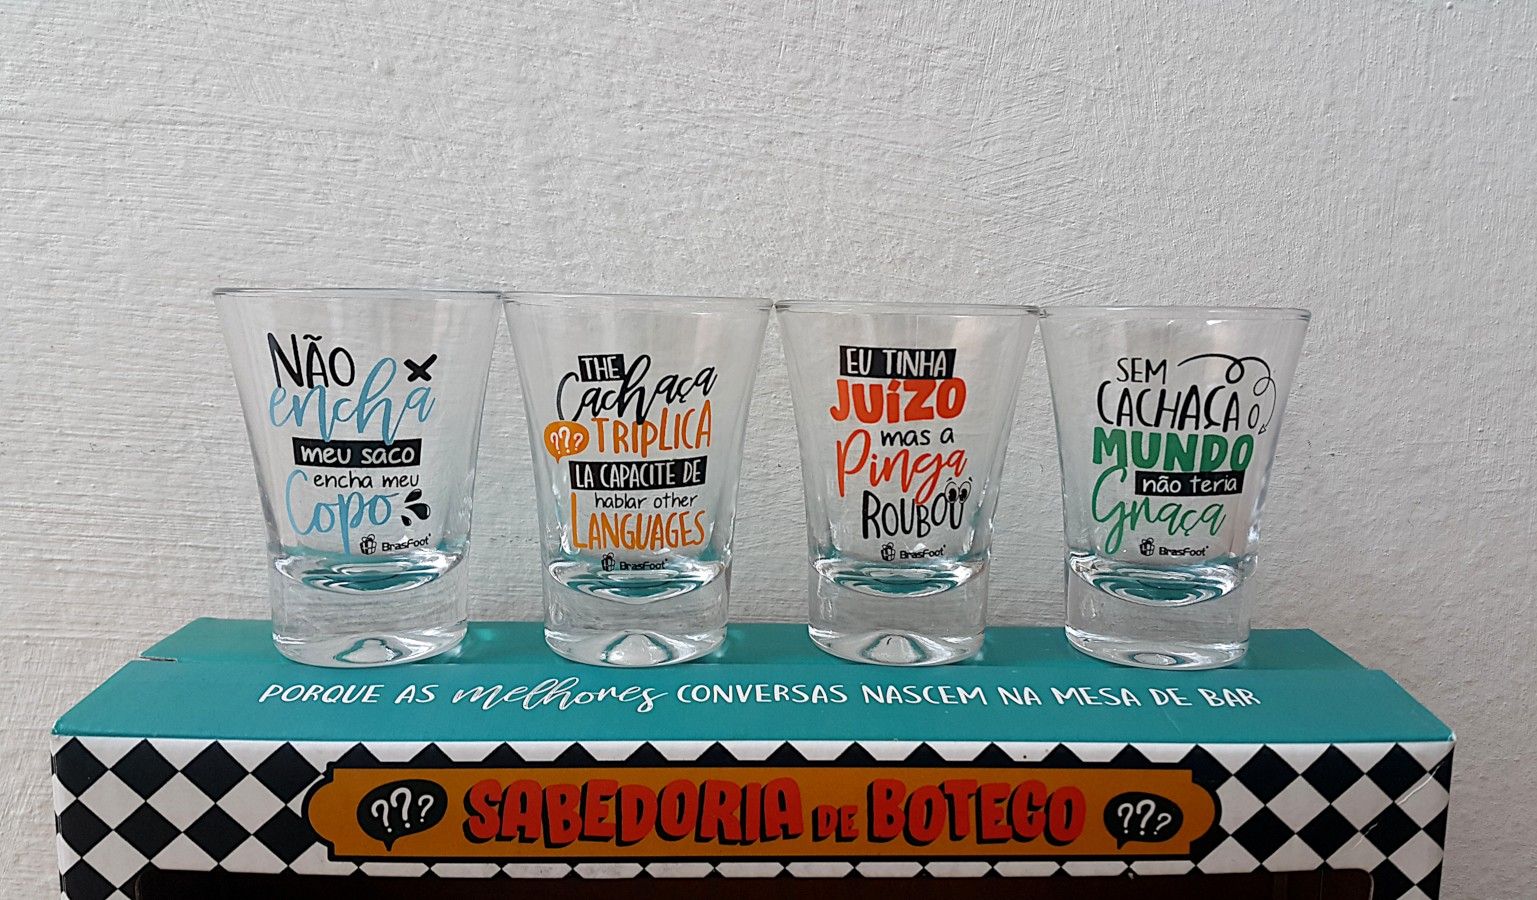 NÃO
encha
meu saco
encha meu
Copo
BrasFoot
THE
Cachaça
??? TRIPLICA
LA CAPACITE DE
hablar other
LANGUAGES
BrasFoot
EU TINHA
JUÍZO
mas a
Pinga
ROUBOU
BrasFoot
SEM
CACHAÇA O
MUNDO
não teria
Graça
BrasFoot
PORQUE AS melhores CONVERSAS NASCEM NA MESA DE BAR
??? SABEDORIA DE BOTECO ???